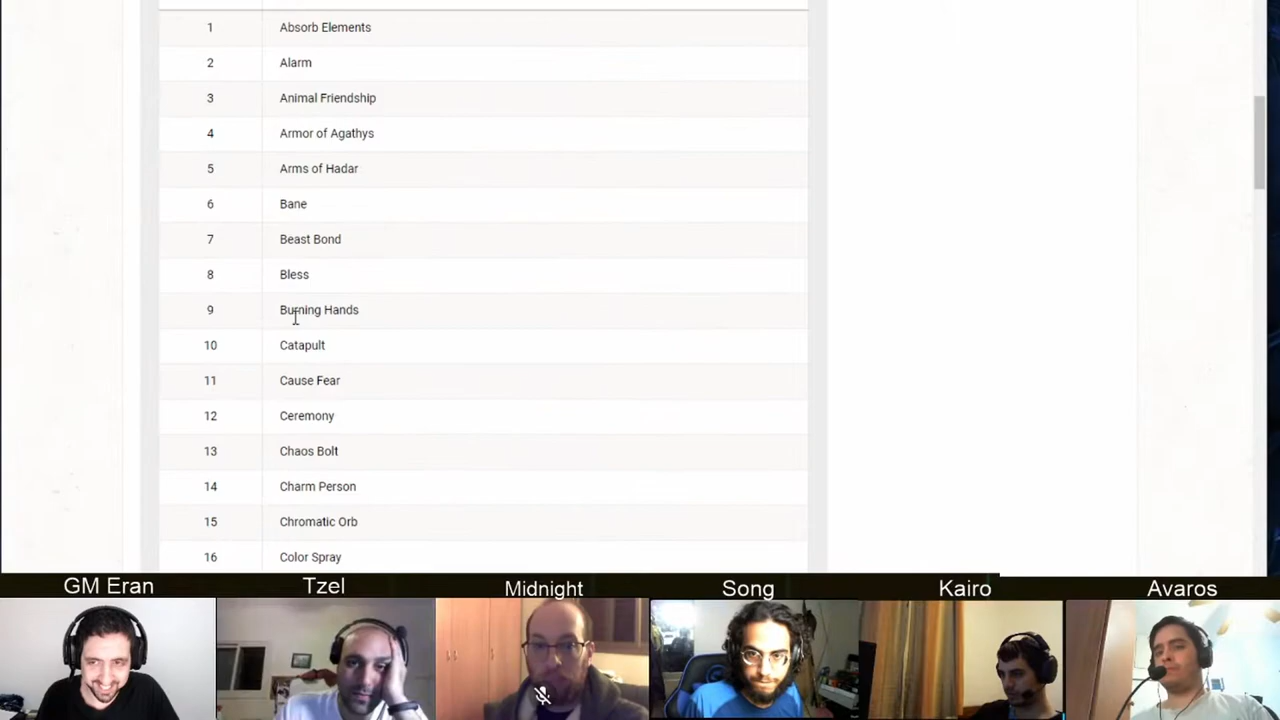 1 Absorb Elements
2 Alarm
3 Animal Friendship
4 Armor of Agathys
5 Arms of Hadar
6 Bane
7 Beast Bond
8 Bless
9 Burning Hands
10 Catapult
11 Cause Fear
12 Ceremony
13 Chaos Bolt
14 Charm Person
15 Chromatic Orb
16 Color Spray
GM Eran Tzel Midnight Song Kairo Avaros